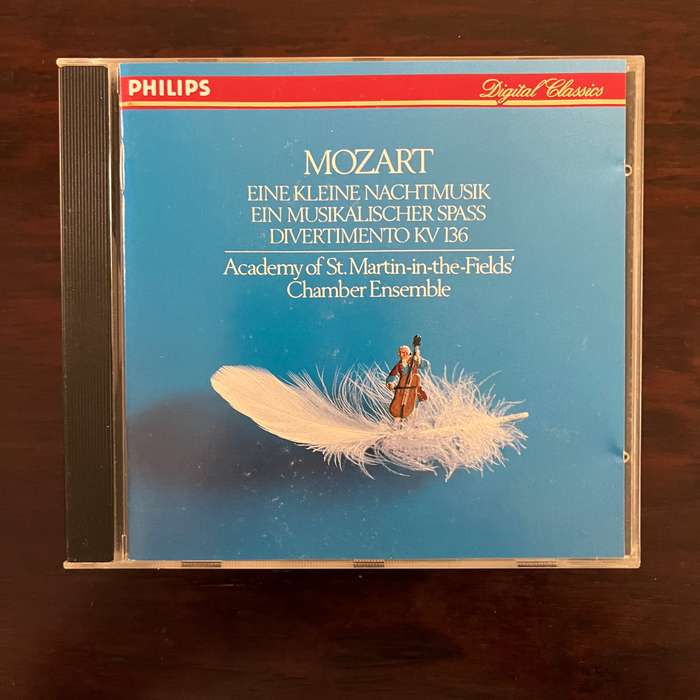 PHILIPS
Digital Classics
MOZART
EINE KLEINE NACHTMUSIK
EIN MUSIKALISCHER SPASS
DIVERTIMENTO KV 136
Academy of St. Martin-in-the-Fields'
Chamber Ensemble